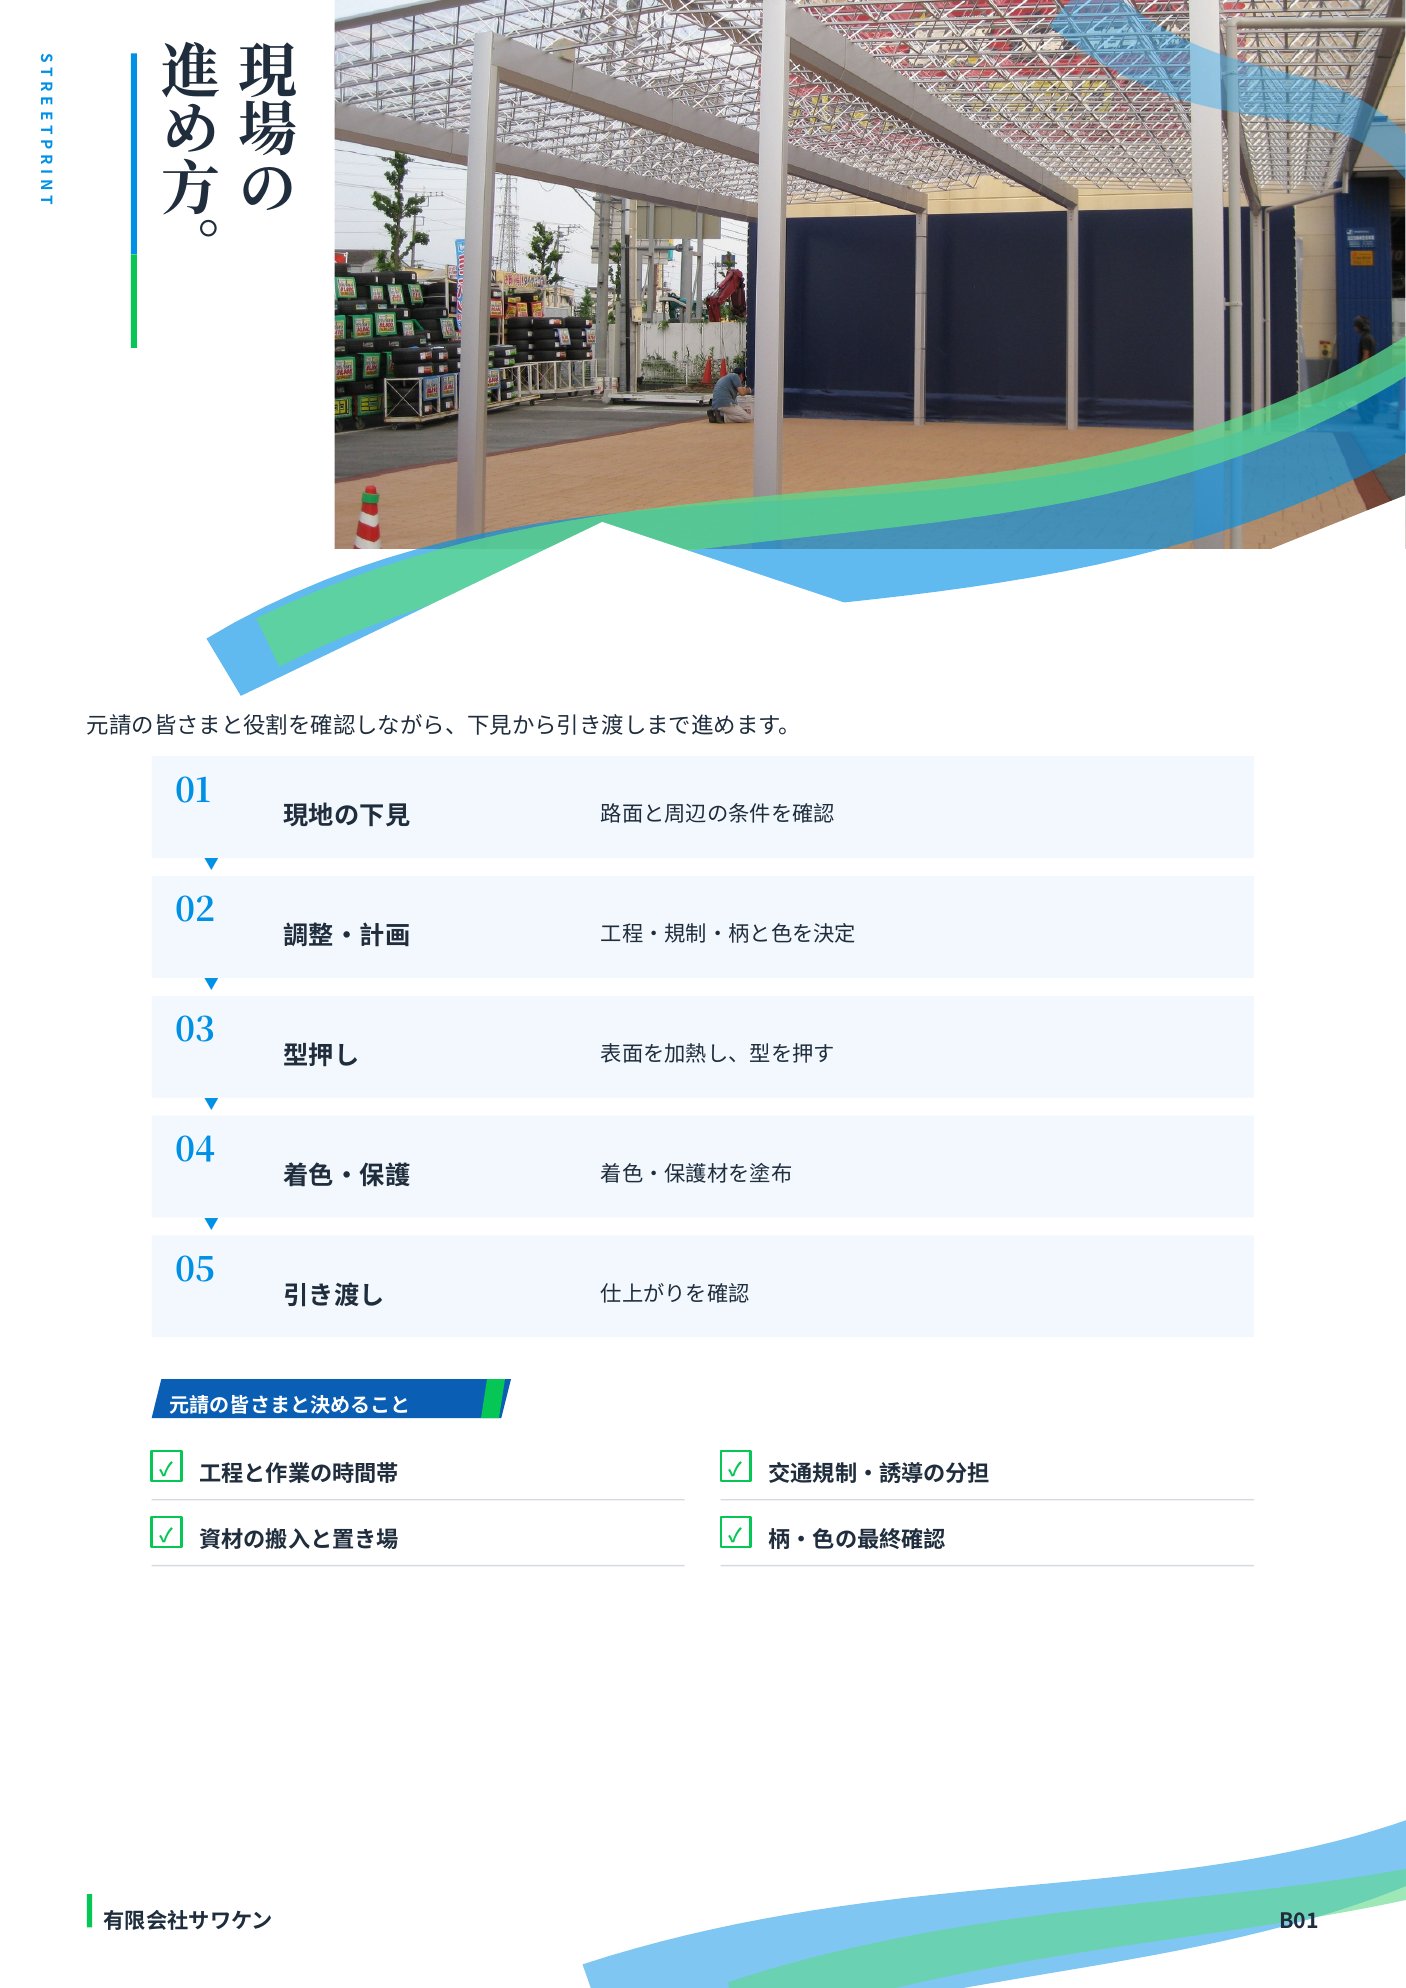 STREETPRINT
現場の
進め方。
元請の皆さまと役割を確認しながら、下見から引き渡しまで進めます。
01
現地の下見
路面と周辺の条件を確認
02
調整・計画
工程・規制・柄と色を決定
03
型押し
表面を加熱し、型を押す
04
着色・保護
着色・保護材を塗布
05
引き渡し
仕上がりを確認
元請の皆さまと決めること
工程と作業の時間帯
交通規制・誘導の分担
資材の搬入と置き場
柄・色の最終確認
有限会社サワケン
B01